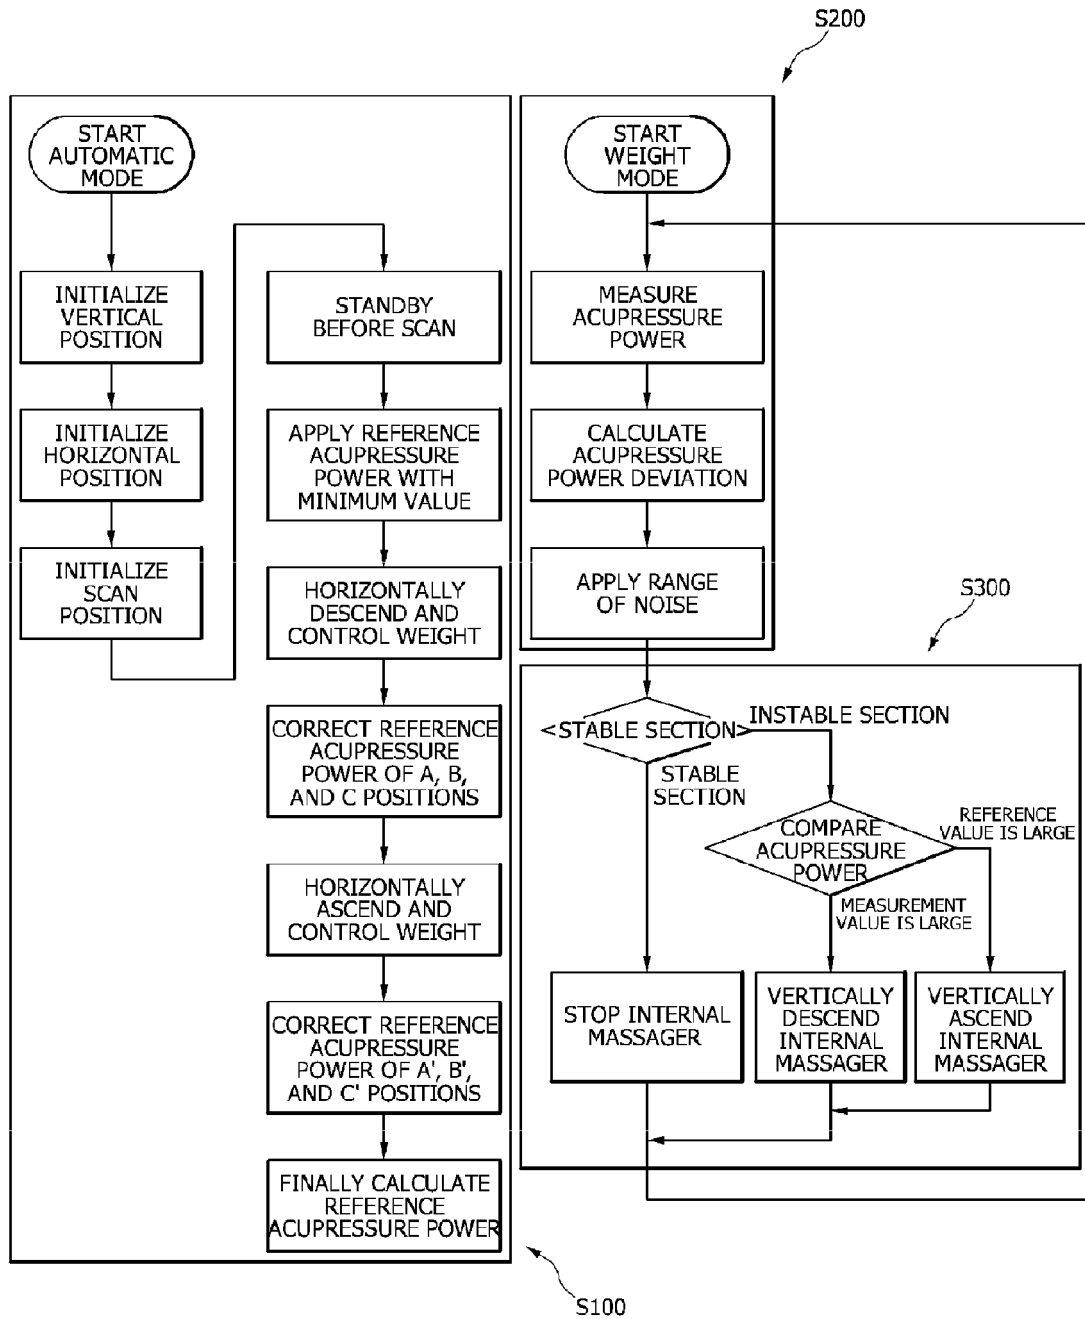 S200
START
AUTOMATIC
MODE
INITIALIZE
VERTICAL
POSITION
INITIALIZE
HORIZONTAL
POSITION
INITIALIZE
SCAN
POSITION
STANDBY
BEFORE SCAN
APPLY REFERENCE
ACUPRESSURE
POWER WITH
MINIMUM VALUE
HORIZONTALLY
DESCEND AND
CONTROL WEIGHT
CORRECT REFERENCE
ACUPRESSURE
POWER OF A, B,
AND C POSITIONS
HORIZONTALLY
ASCEND AND
CONTROL WEIGHT
CORRECT REFERENCE
ACUPRESSURE
POWER OF A', B',
AND C' POSITIONS
FINALLY CALCULATE
REFERENCE
ACUPRESSURE POWER
S100
START
WEIGHT
MODE
MEASURE
ACUPRESSURE
POWER
CALCULATE
ACUPRESSURE
POWER DEVIATION
APPLY RANGE
OF NOISE
S300
<STABLE SECTION>
INSTABLE SECTION
STABLE
SECTION
COMPARE
ACUPRESSURE
POWER
REFERENCE
VALUE IS LARGE
MEASUREMENT
VALUE IS LARGE
STOP INTERNAL
MASSAGER
VERTICALLY
DESCEND
INTERNAL
MASSAGER
VERTICALLY
ASCEND
INTERNAL
MASSAGER